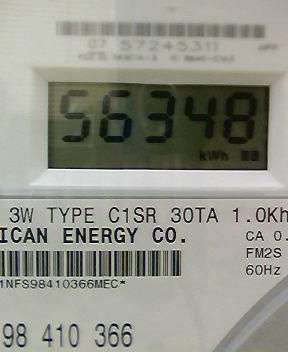 07 57245311
56348
kWh
3W TYPE C1SR 30TA 1.0Kh
ICAN ENERGY CO.
CA 0.
FM2S
60Hz
1NFS98410366MEC*
98 410 366